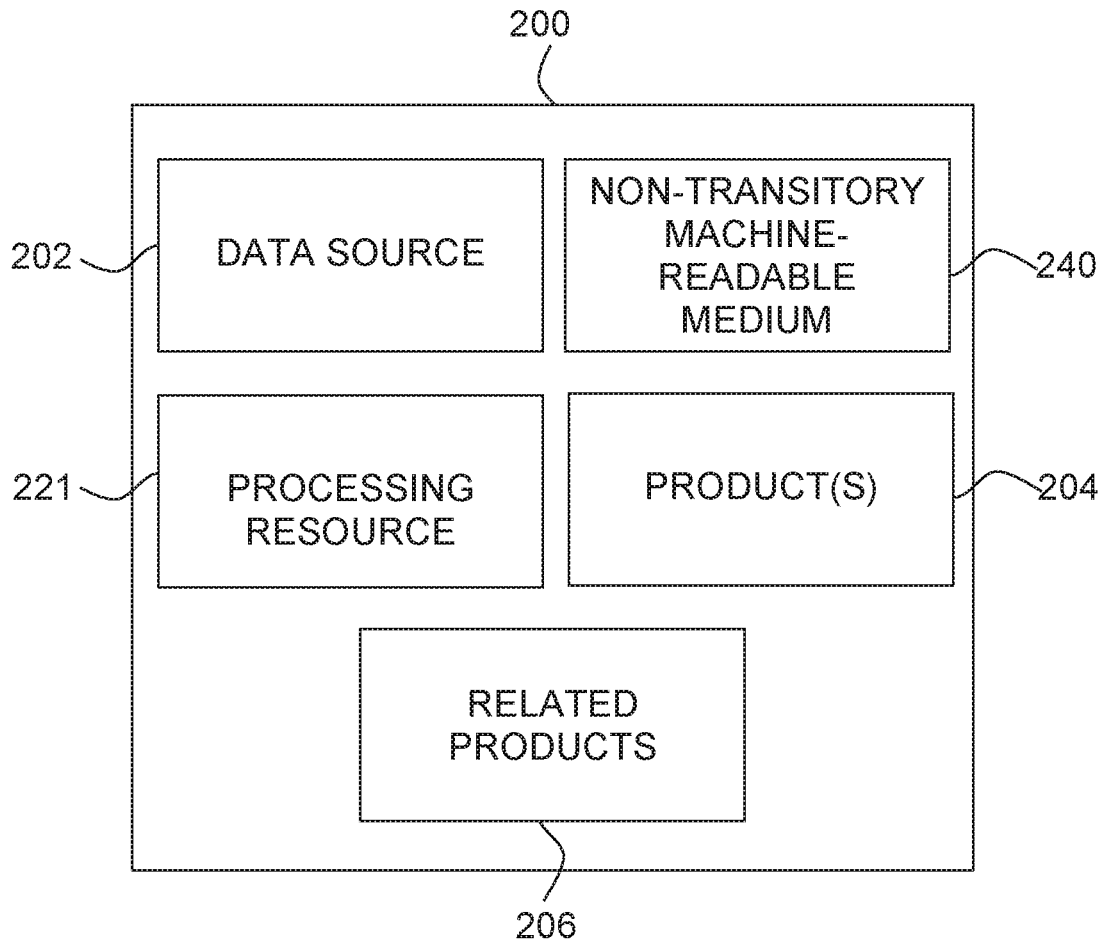 200
202
DATA SOURCE
NON-TRANSITORY
MACHINE-
READABLE
MEDIUM
240
221
PROCESSING
RESOURCE
PRODUCT(S)
204
RELATED
PRODUCTS
206